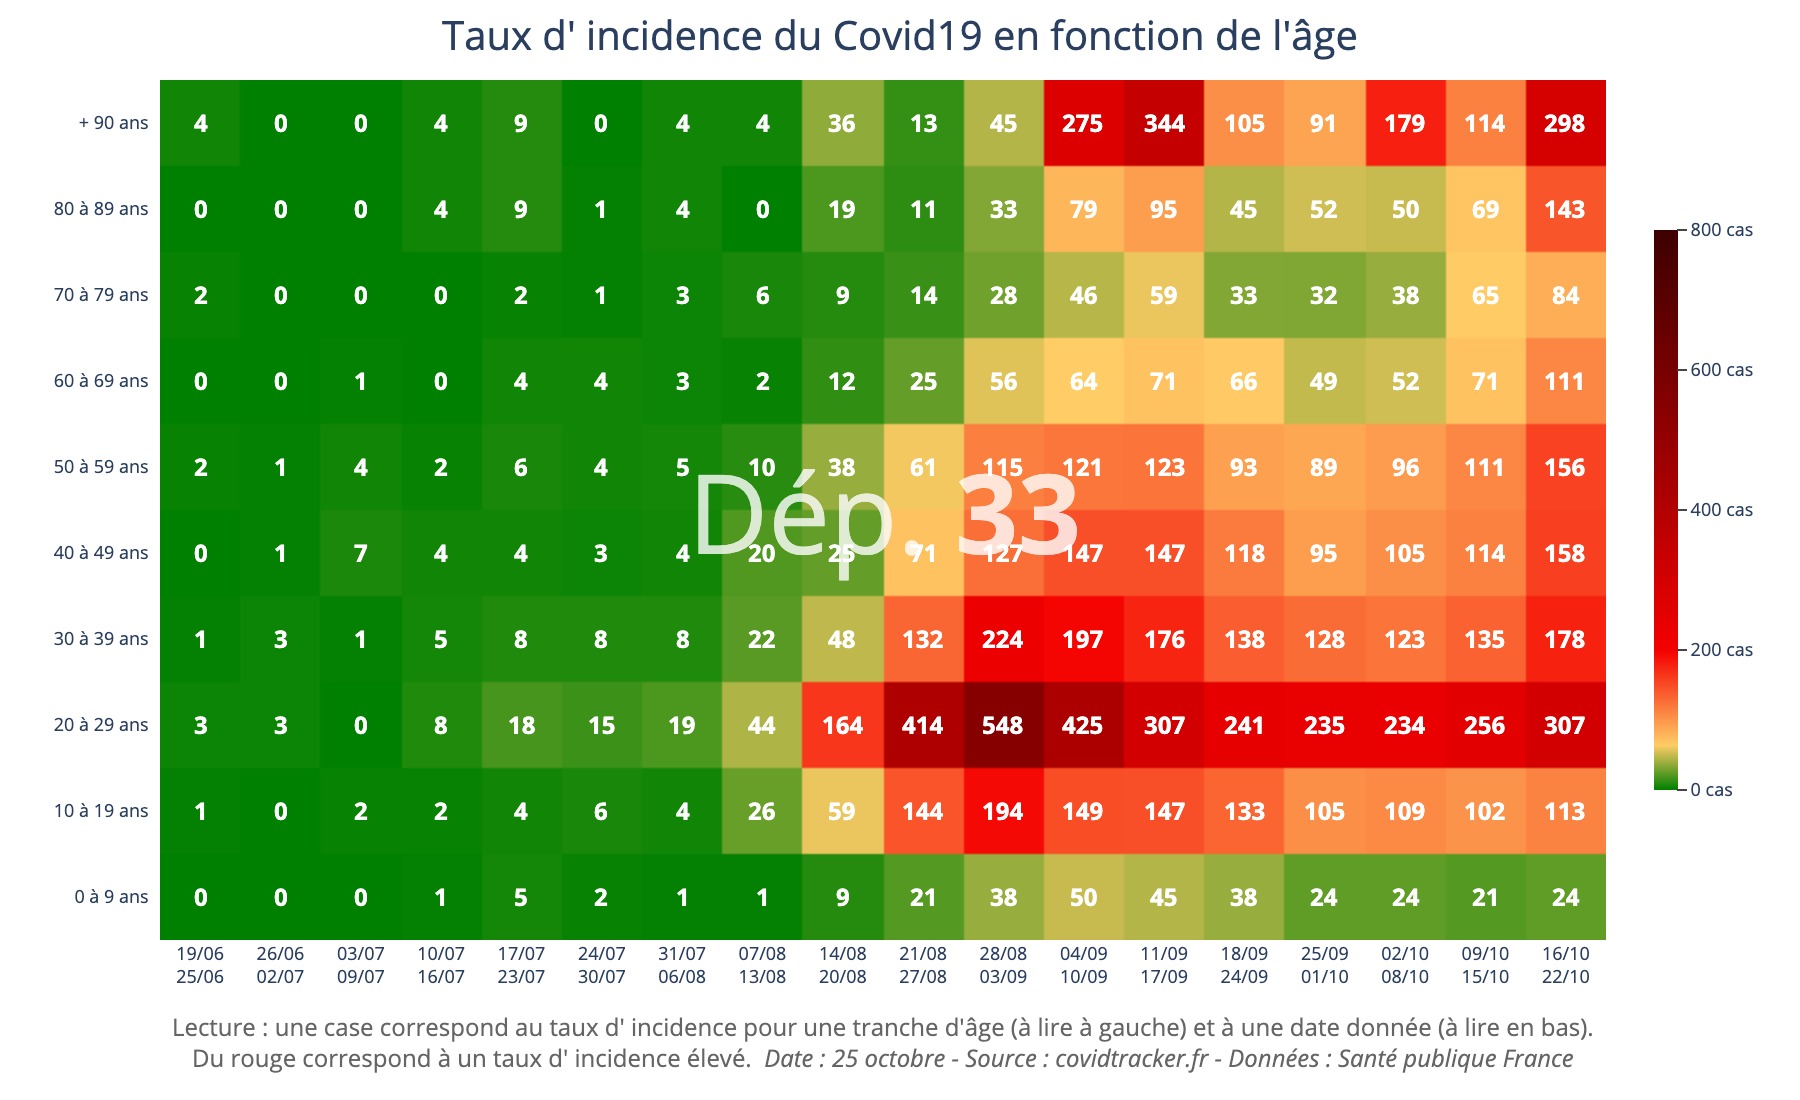 Taux d' incidence du Covid19 en fonction de l'âge
+ 90 ans 4 0 0 4 9 0 4 4 36 13 45 275 344 105 91 179 114 298
80 à 89 ans 0 0 0 4 9 1 4 0 19 11 33 79 95 45 52 50 69 143
70 à 79 ans 2 0 0 0 2 1 3 6 9 14 28 46 59 33 32 38 65 84
60 à 69 ans 0 0 1 0 4 4 3 2 12 25 56 64 71 66 49 52 71 111
50 à 59 ans 2 1 4 2 6 4 5 10 38 61 115 121 123 93 89 96 111 156
Dép. 33
40 à 49 ans 0 1 7 4 4 3 4 20 25 71 127 147 147 118 95 105 114 158
30 à 39 ans 1 3 1 5 8 8 8 22 48 132 224 197 176 138 128 123 135 178
20 à 29 ans 3 3 0 8 18 15 19 44 164 414 548 425 307 241 235 234 256 307
10 à 19 ans 1 0 2 2 4 6 4 26 59 144 194 149 147 133 105 109 102 113
0 à 9 ans 0 0 0 1 5 2 1 1 9 21 38 50 45 38 24 24 21 24
19/06 26/06 03/07 10/07 17/07 24/07 31/07 07/08 14/08 21/08 28/08 04/09 11/09 18/09 25/09 02/10 09/10 16/10
25/06 02/07 09/07 16/07 23/07 30/07 06/08 13/08 20/08 27/08 03/09 10/09 17/09 24/09 01/10 08/10 15/10 22/10
800 cas
600 cas
400 cas
200 cas
0 cas
Lecture : une case correspond au taux d' incidence pour une tranche d'âge (à lire à gauche) et à une date donnée (à lire en bas).
Du rouge correspond à un taux d' incidence élevé. Date : 25 octobre - Source : covidtracker.fr - Données : Santé publique France